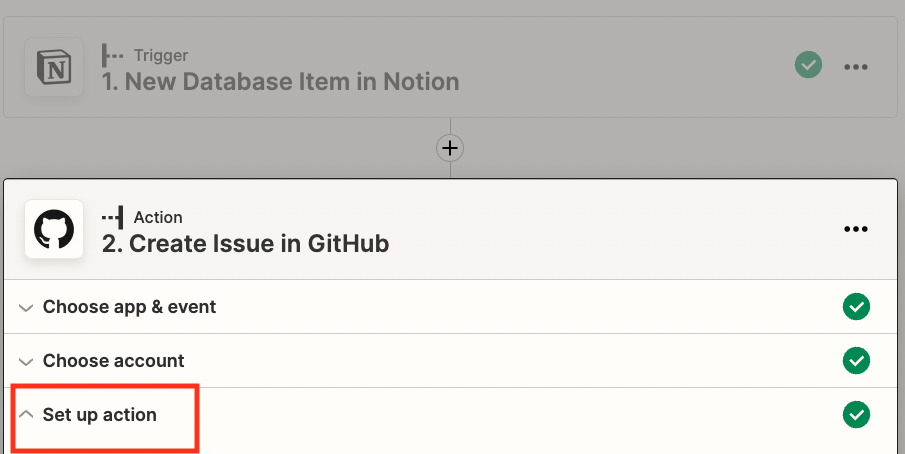 Trigger
1. New Database Item in Notion
Action
2. Create Issue in GitHub
Choose app & event
Choose account
Set up action